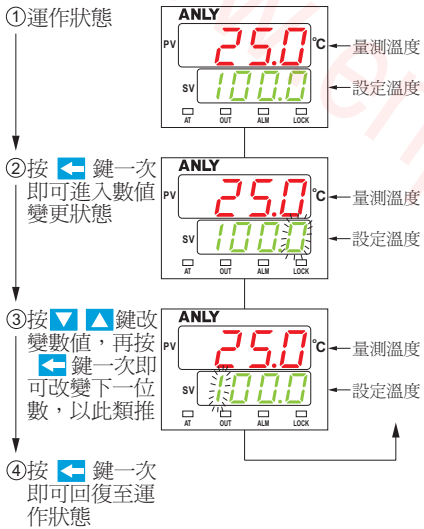 ①運作狀態
ANLY
PV 25.0 °C 量測溫度
SV 100.0 設定溫度
AT OUT ALM LOCK
②按 鍵一次
即可進入數值
變更狀態
ANLY
PV 25.0 °C 量測溫度
SV 100.0 設定溫度
AT OUT ALM LOCK
③按 鍵改
變數值，再按
鍵一次即
可改變下一位
數，以此類推
ANLY
PV 25.0 °C 量測溫度
SV 100.0 設定溫度
AT OUT ALM LOCK
④按 鍵一次
即可回復至運
作狀態